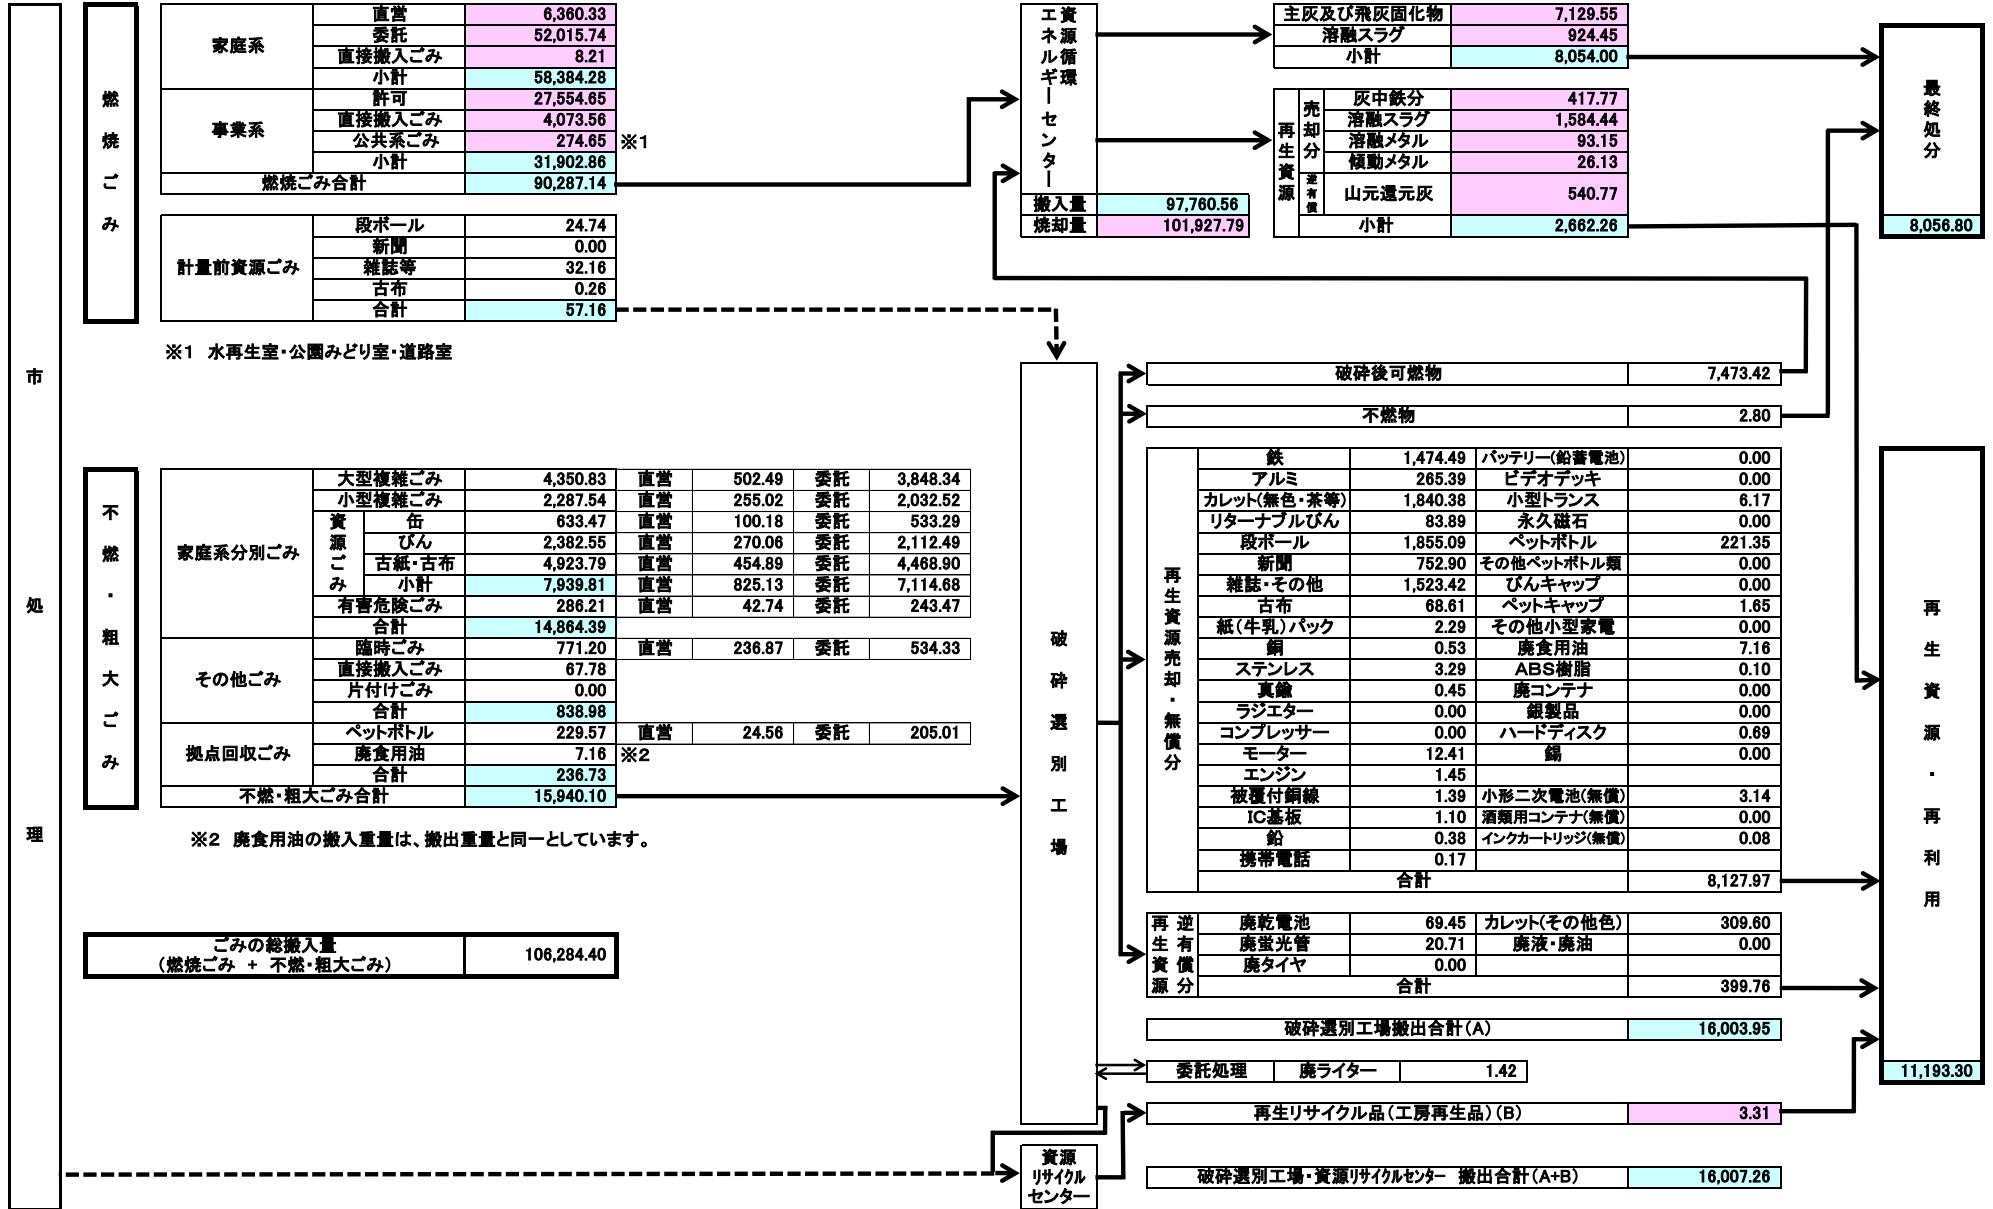 市処理
燃焼ごみ
家庭系
直営 6,360.33
委託 52,015.74
直接搬入ごみ 8.21
小計 58,384.28
事業系
許可 27,554.65
直接搬入ごみ 4,073.56
公共系ごみ 274.65 ※1
小計 31,902.86
燃焼ごみ合計 90,287.14
計量前資源ごみ
段ボール 24.74
新聞 0.00
雑誌等 32.16
古布 0.26
合計 57.16
※1 水再生室・公園みどり室・道路室
不燃・粗大ごみ
家庭系分別ごみ
大型複雑ごみ 4,350.83 直営 502.49 委託 3,848.34
小型複雑ごみ 2,287.54 直営 255.02 委託 2,032.52
資源ごみ
缶 633.47 直営 100.18 委託 533.29
びん 2,382.55 直営 270.06 委託 2,112.49
古紙・古布 4,923.79 直営 454.89 委託 4,468.90
小計 7,939.81 直営 825.13 委託 7,114.68
有害危険ごみ 286.21 直営 42.74 委託 243.47
合計 14,864.39
その他ごみ
臨時ごみ 771.20 直営 236.87 委託 534.33
直接搬入ごみ 67.78
片付けごみ 0.00
合計 838.98
拠点回収ごみ
ペットボトル 229.57 直営 24.56 委託 205.01
廃食用油 7.16 ※2
合計 236.73
不燃・粗大ごみ合計 15,940.10
※2 廃食用油の搬入重量は、搬出重量と同一としています。
ごみの総搬入量
（燃焼ごみ + 不燃・粗大ごみ） 106,284.40
資源循環
エネルギーセンター
搬入量 97,760.56
焼却量 101,927.79
主灰及び飛灰固化物 7,129.55
溶融スラグ 924.45
小計 8,054.00
再生資源
売却分
灰中鉄分 417.77
溶融スラグ 1,584.44
溶融メタル 93.15
傾動メタル 26.13
逆有償
山元還元灰 540.77
小計 2,662.26
最終処分
8,056.80
破砕選別工場
破砕後可燃物 7,473.42
不燃物 2.80
再生資源売却・無償分
鉄 1,474.49 バッテリー(鉛蓄電池) 0.00
アルミ 265.39 ビデオデッキ 0.00
カレット(無色・茶等) 1,840.38 小型トランス 6.17
リターナブルびん 83.89 永久磁石 0.00
段ボール 1,855.09 ペットボトル 221.35
新聞 752.90 その他ペットボトル類 0.00
雑誌・その他 1,523.42 びんキャップ 0.00
古布 68.61 ペットキャップ 1.65
紙（牛乳）パック 2.29 その他小型家電 0.00
銅 0.53 廃食用油 7.16
ステンレス 3.29 ABS樹脂 0.10
真鍮 0.45 廃コンテナ 0.00
ラジエター 0.00 銀製品 0.00
コンプレッサー 0.00 ハードディスク 0.69
モーター 12.41 錫 0.00
エンジン 1.45
被覆付銅線 1.39 小形二次電池(無償) 3.14
IC基板 1.10 酒類用コンテナ(無償) 0.00
鉛 0.38 インクカートリッジ(無償) 0.08
携帯電話 0.17
合計 8,127.97
再生資源
逆有償分
廃乾電池 69.45 カレット(その他色) 309.60
廃蛍光管 20.71 廃液・廃油 0.00
廃タイヤ 0.00
合計 399.76
破砕選別工場搬出合計（A） 16,003.95
委託処理 廃ライター 1.42
再生リサイクル品（工房再生品）（B） 3.31
資源
リサイクル
センター
破砕選別工場・資源リサイクルセンター 搬出合計（A+B） 16,007.26
再生資源・再利用
11,193.30